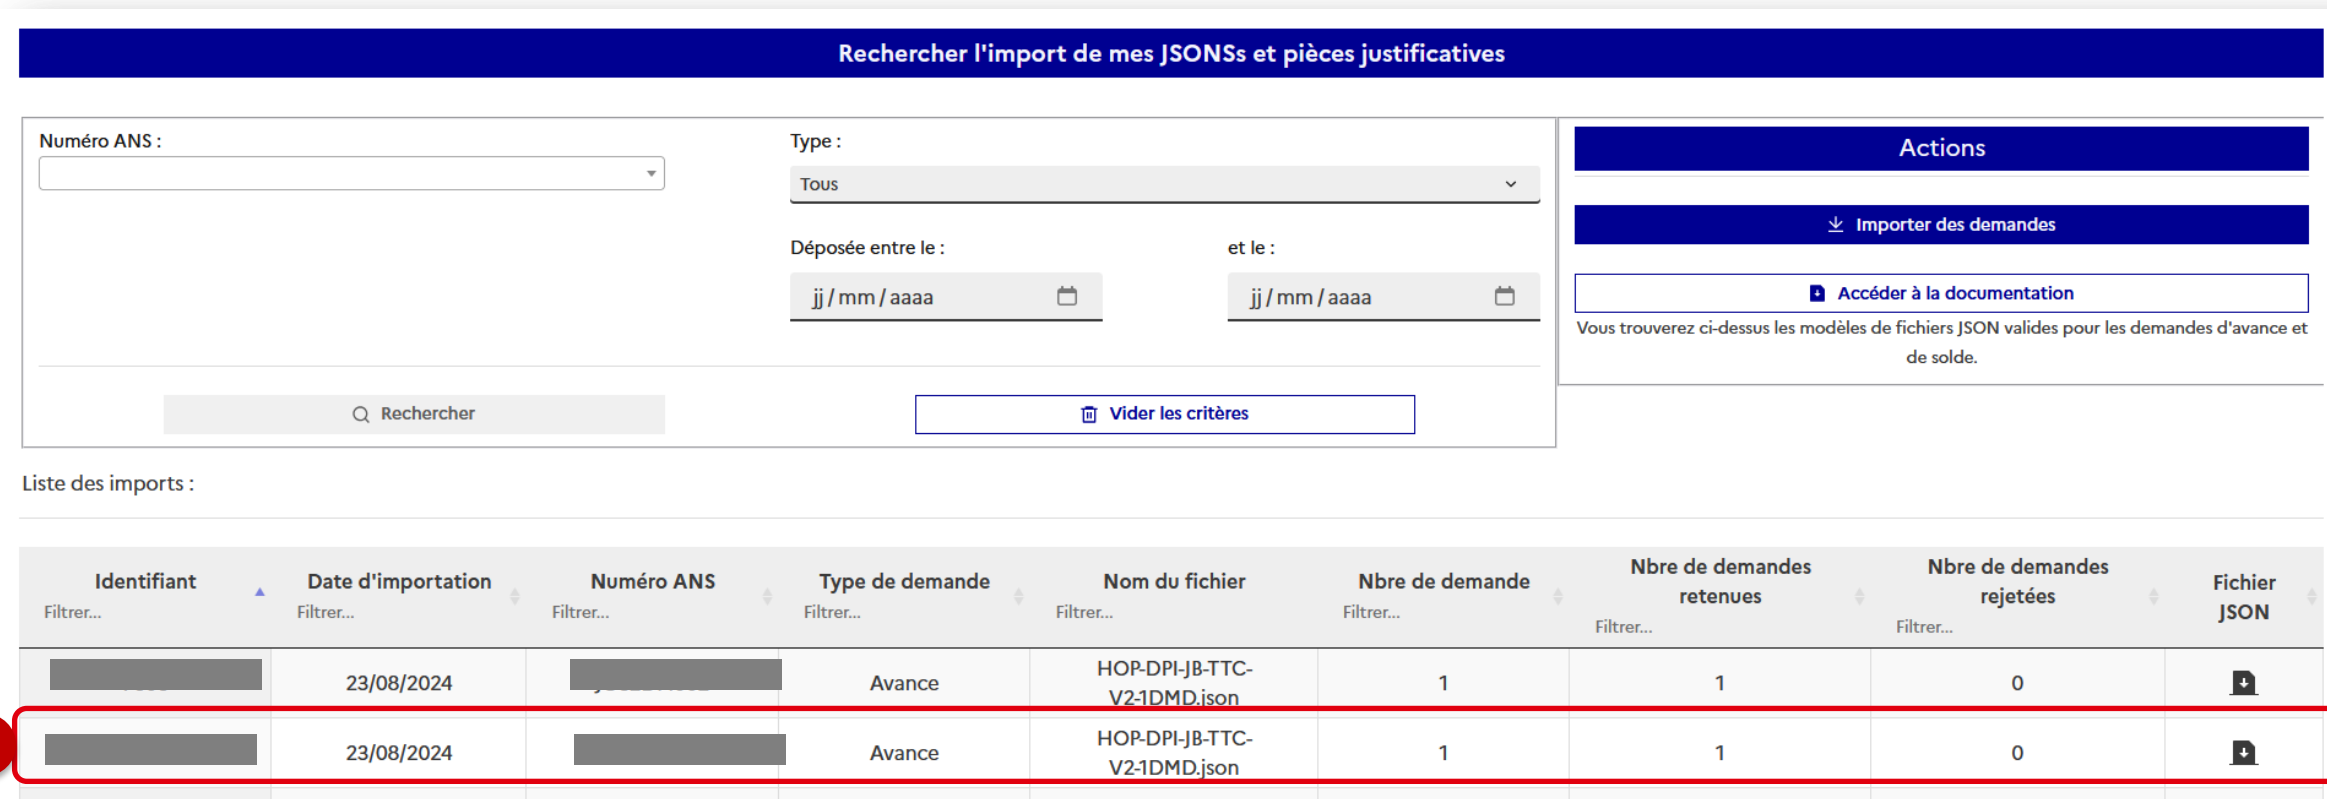 Rechercher l'import de mes JSONSs et pièces justificatives
Numéro ANS :
Type :
Tous
Déposée entre le :
et le :
jj / mm / aaaa
jj / mm / aaaa
Rechercher
Vider les critères
Actions
Importer des demandes
Accéder à la documentation
Vous trouverez ci-dessus les modèles de fichiers JSON valides pour les demandes d'avance et
de solde.
Liste des imports :
Identifiant
Filtrer...
Date d'importation
Filtrer...
Numéro ANS
Filtrer...
Type de demande
Filtrer...
Nom du fichier
Filtrer...
Nbre de demande
Filtrer...
Nbre de demandes
retenues
Filtrer...
Nbre de demandes
rejetées
Filtrer...
Fichier
JSON
23/08/2024
Avance
HOP-DPI-JB-TTC-
V2-1DMD.json
1
1
0
23/08/2024
Avance
HOP-DPI-JB-TTC-
V2-1DMD.json
1
1
0